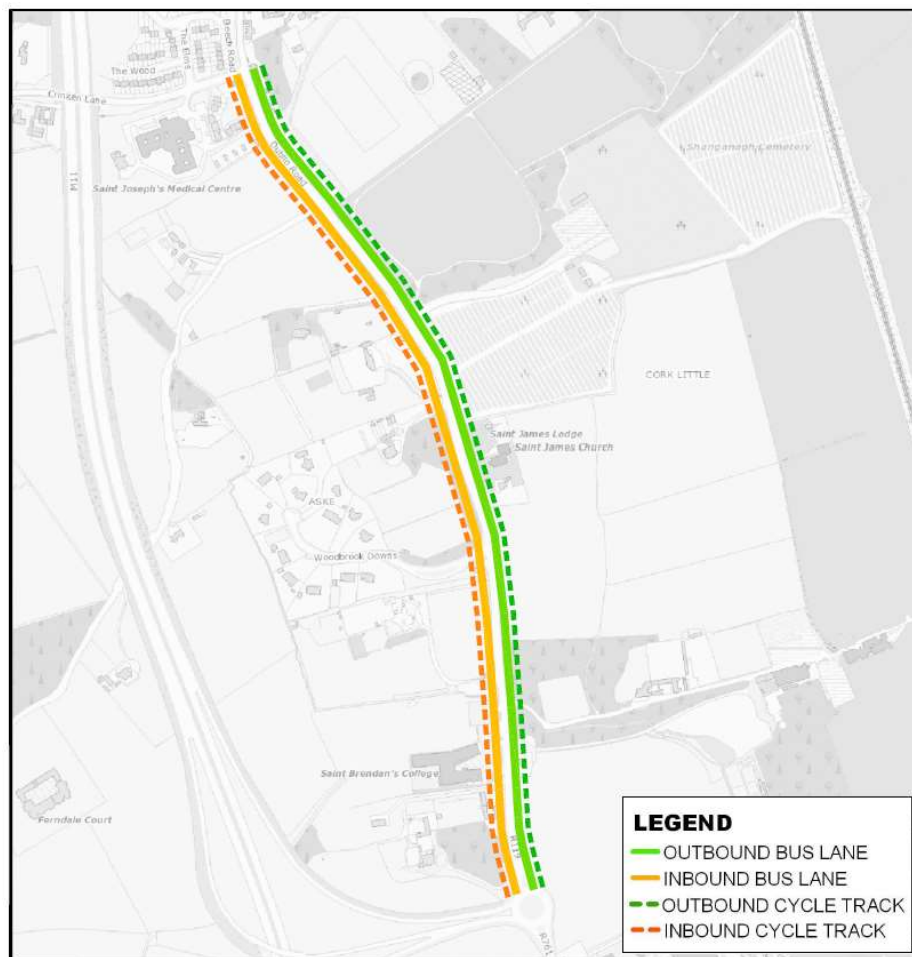 Beech Road
The Elms
The Wood
Crinken Lane
M11
Dublin Road
Shanganagh Cemetery
Saint Joseph's Medical Centre
CORK LITTLE
Saint James Lodge
Saint James Church
ASKE
Woodbrook Downs
Saint Brendan's College
Ferndale Court
R119
R761
LEGEND
OUTBOUND BUS LANE
INBOUND BUS LANE
OUTBOUND CYCLE TRACK
INBOUND CYCLE TRACK